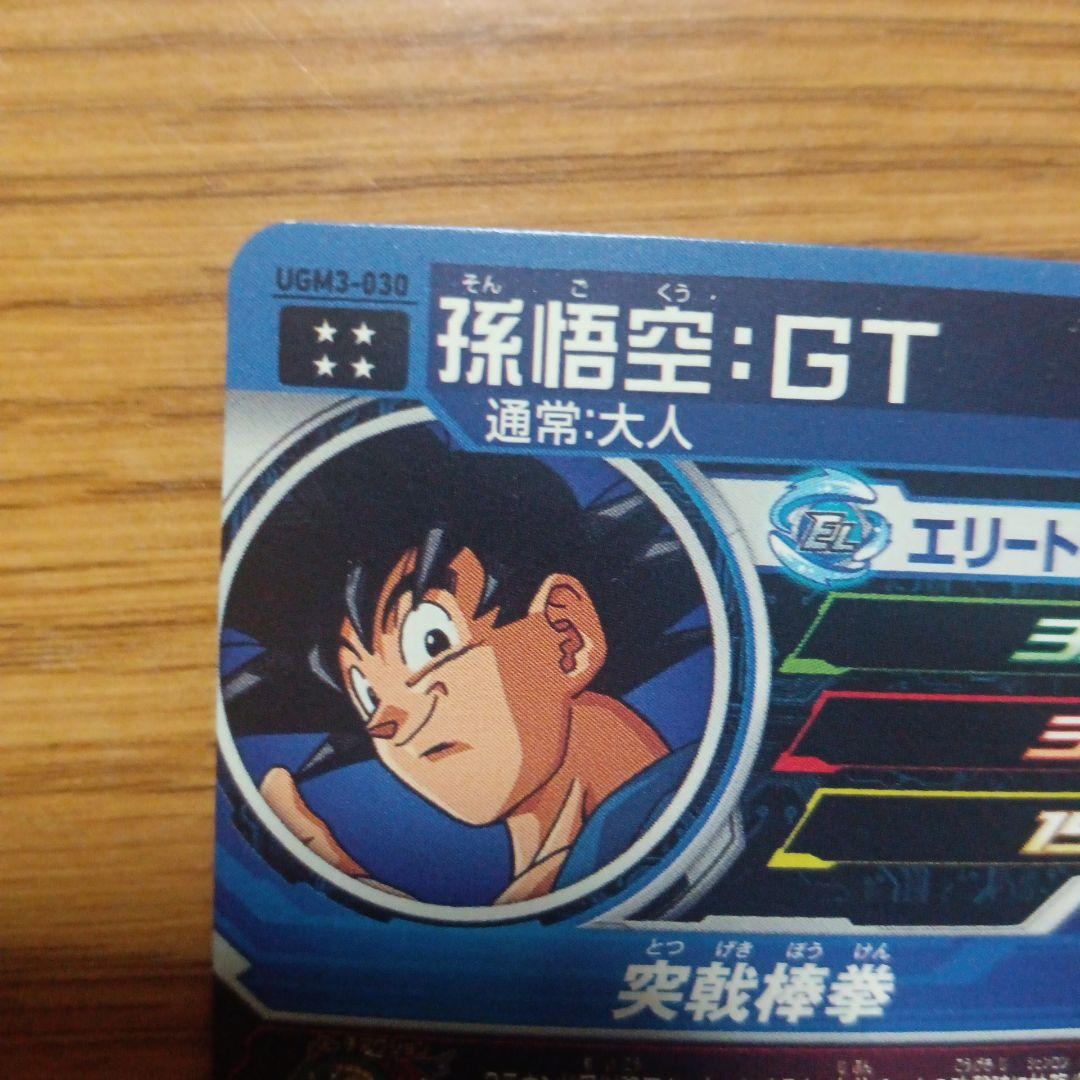 UGM3-030
そん ご くう
孫悟空:GT
通常:大人
EL
エリート
とつ げき ぼう けん
突戟棒拳